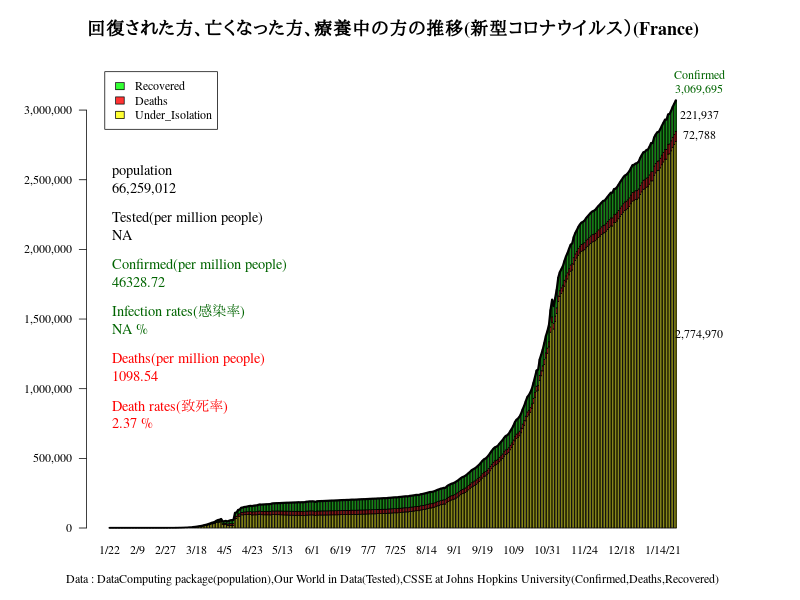 回復された方、亡くなった方、療養中の方の推移(新型コロナウイルス）(France)
Confirmed
3,069,695
Recovered
Deaths
Under_Isolation
221,937
72,788
2,774,970
population
66,259,012
Tested(per million people)
NA
Confirmed(per million people)
46328.72
Infection rates(感染率)
NA %
Deaths(per million people)
1098.54
Death rates(致死率)
2.37 %
3,000,000
2,500,000
2,000,000
1,500,000
1,000,000
500,000
0
1/22 2/9 2/27 3/18 4/5 4/23 5/13 6/1 6/19 7/7 7/25 8/14 9/1 9/19 10/9 10/31 11/24 12/18 1/14/21
Data : DataComputing package(population),Our World in Data(Tested),CSSE at Johns Hopkins University(Confirmed,Deaths,Recovered)